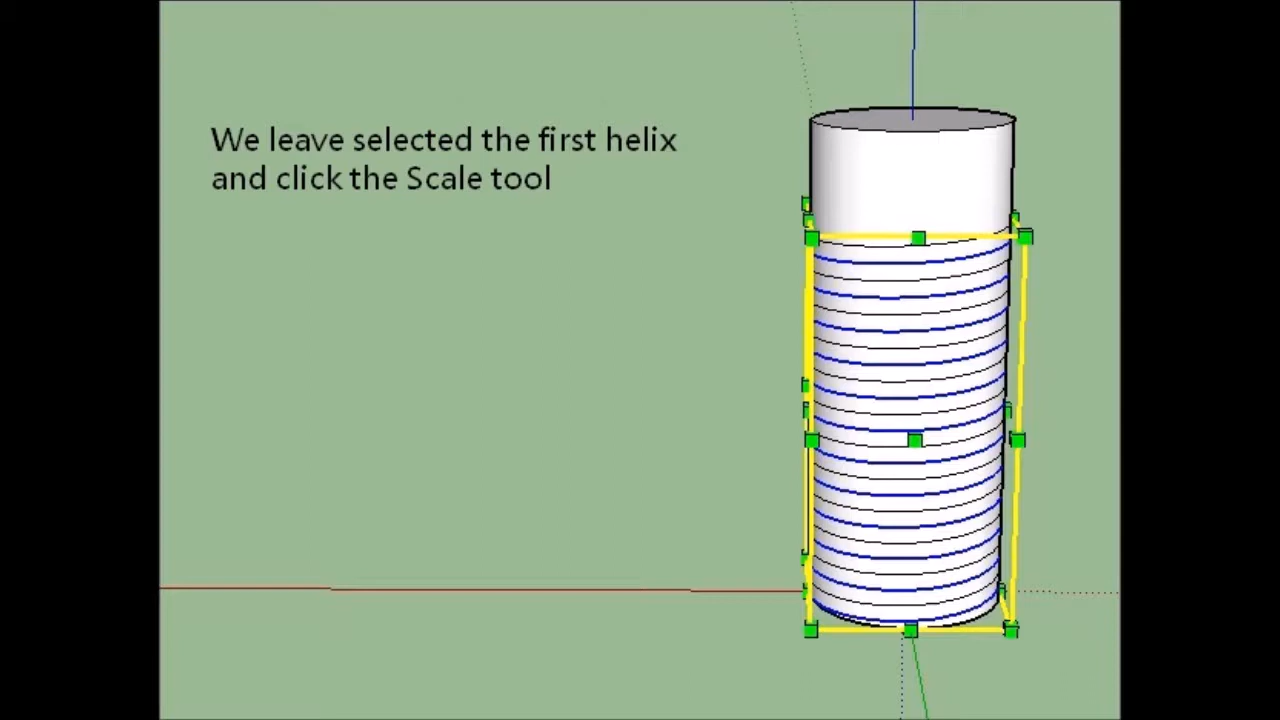 We leave selected the first helix
and click the Scale tool